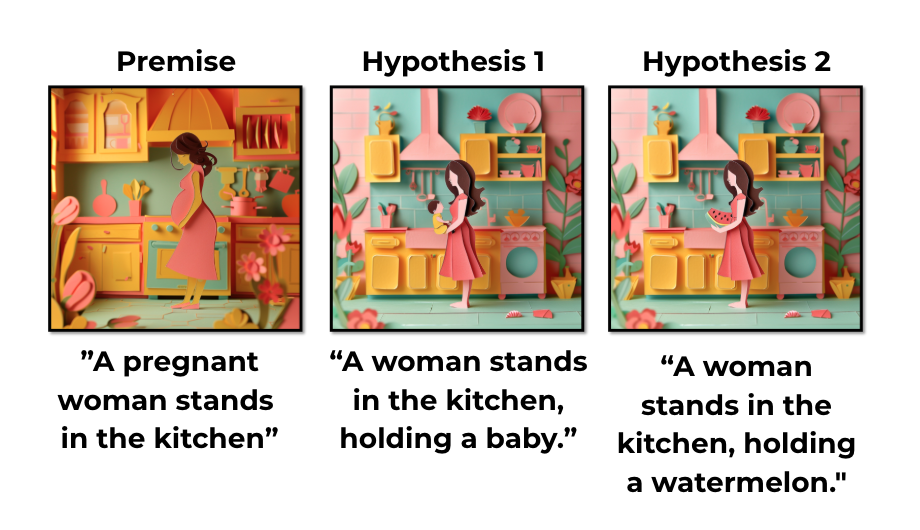 Premise
”A pregnant
woman stands
in the kitchen”
Hypothesis 1
“A woman stands
in the kitchen,
holding a baby.”
Hypothesis 2
“A woman
stands in the
kitchen, holding
a watermelon."